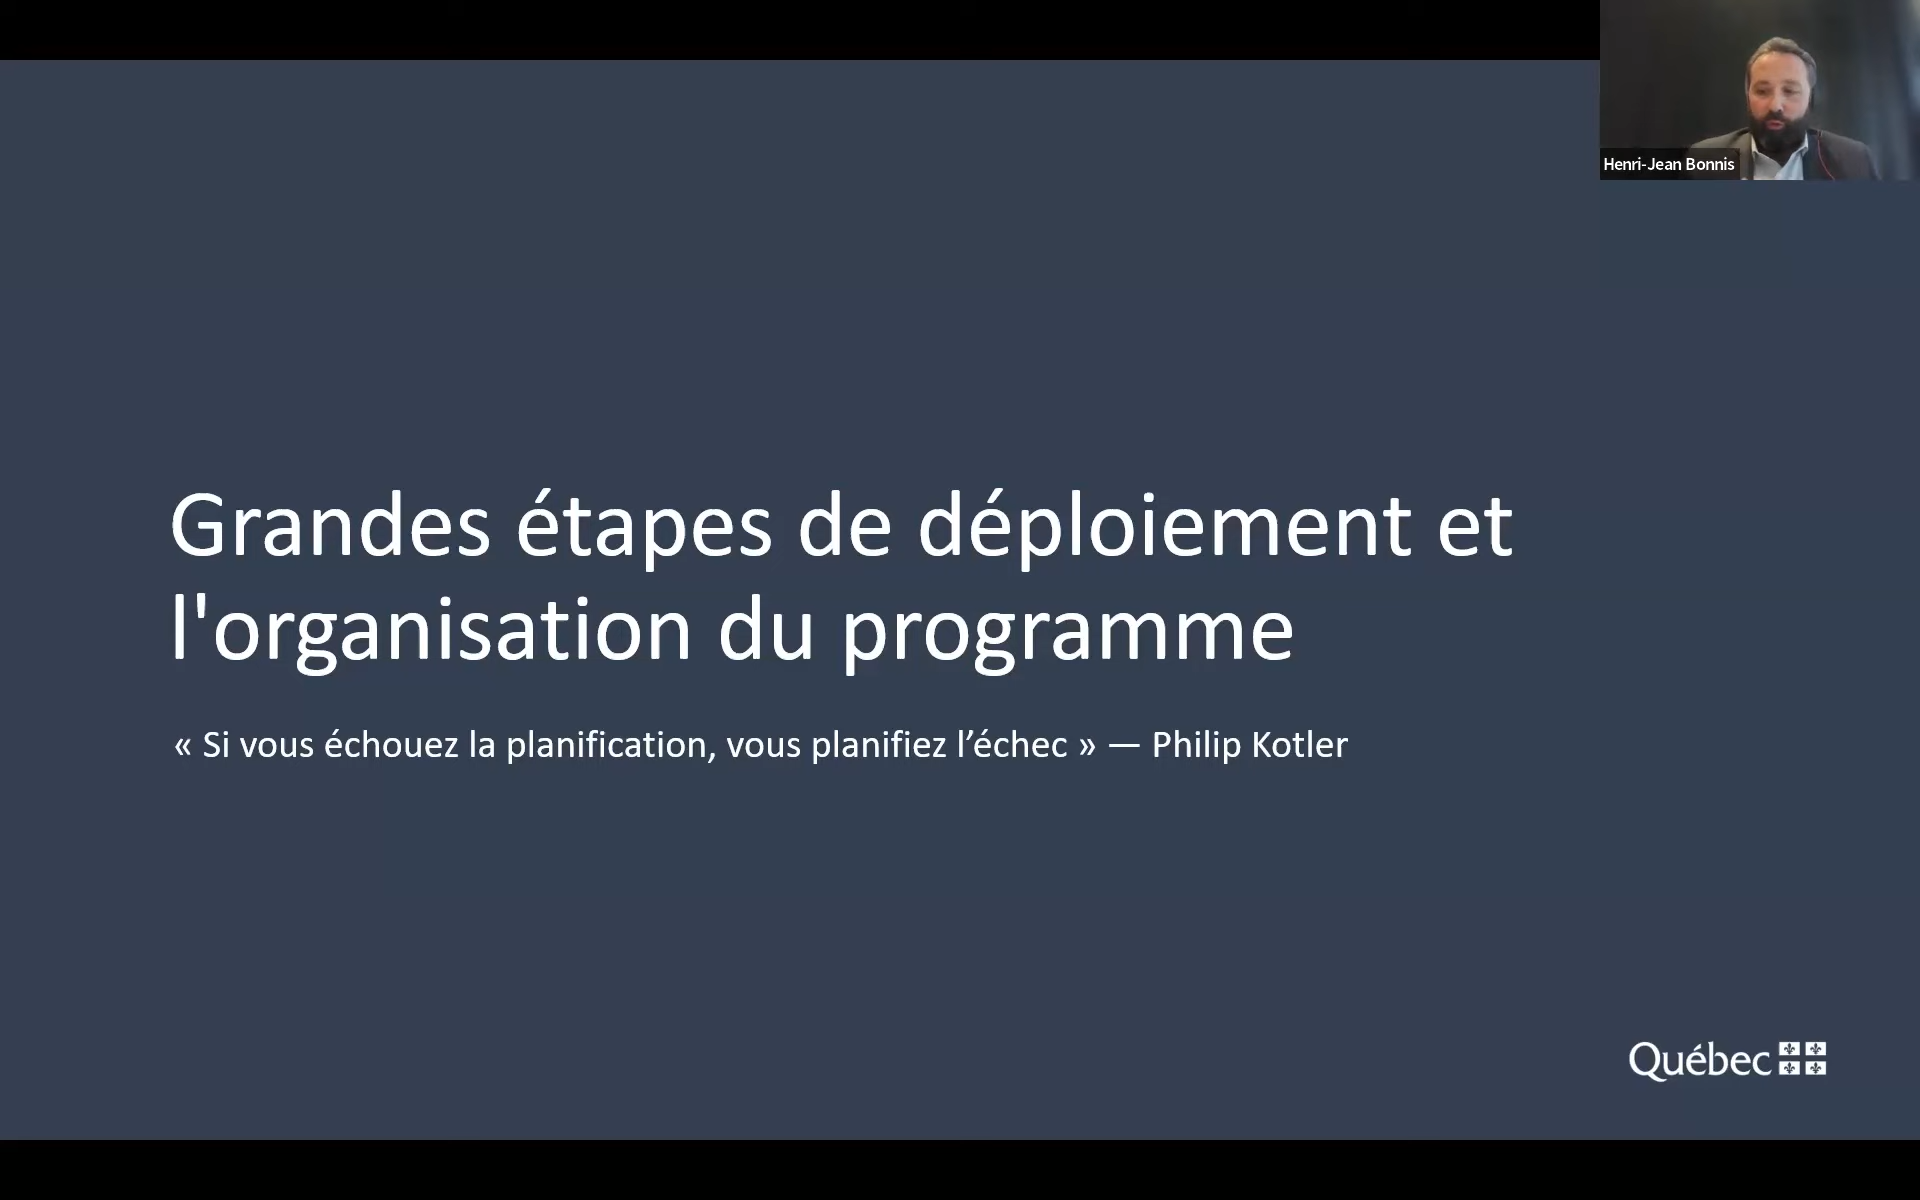 Henri-Jean Bonnis
Grandes étapes de déploiement et
l'organisation du programme
« Si vous échouez la planification, vous planifiez l’échec » — Philip Kotler
Québec